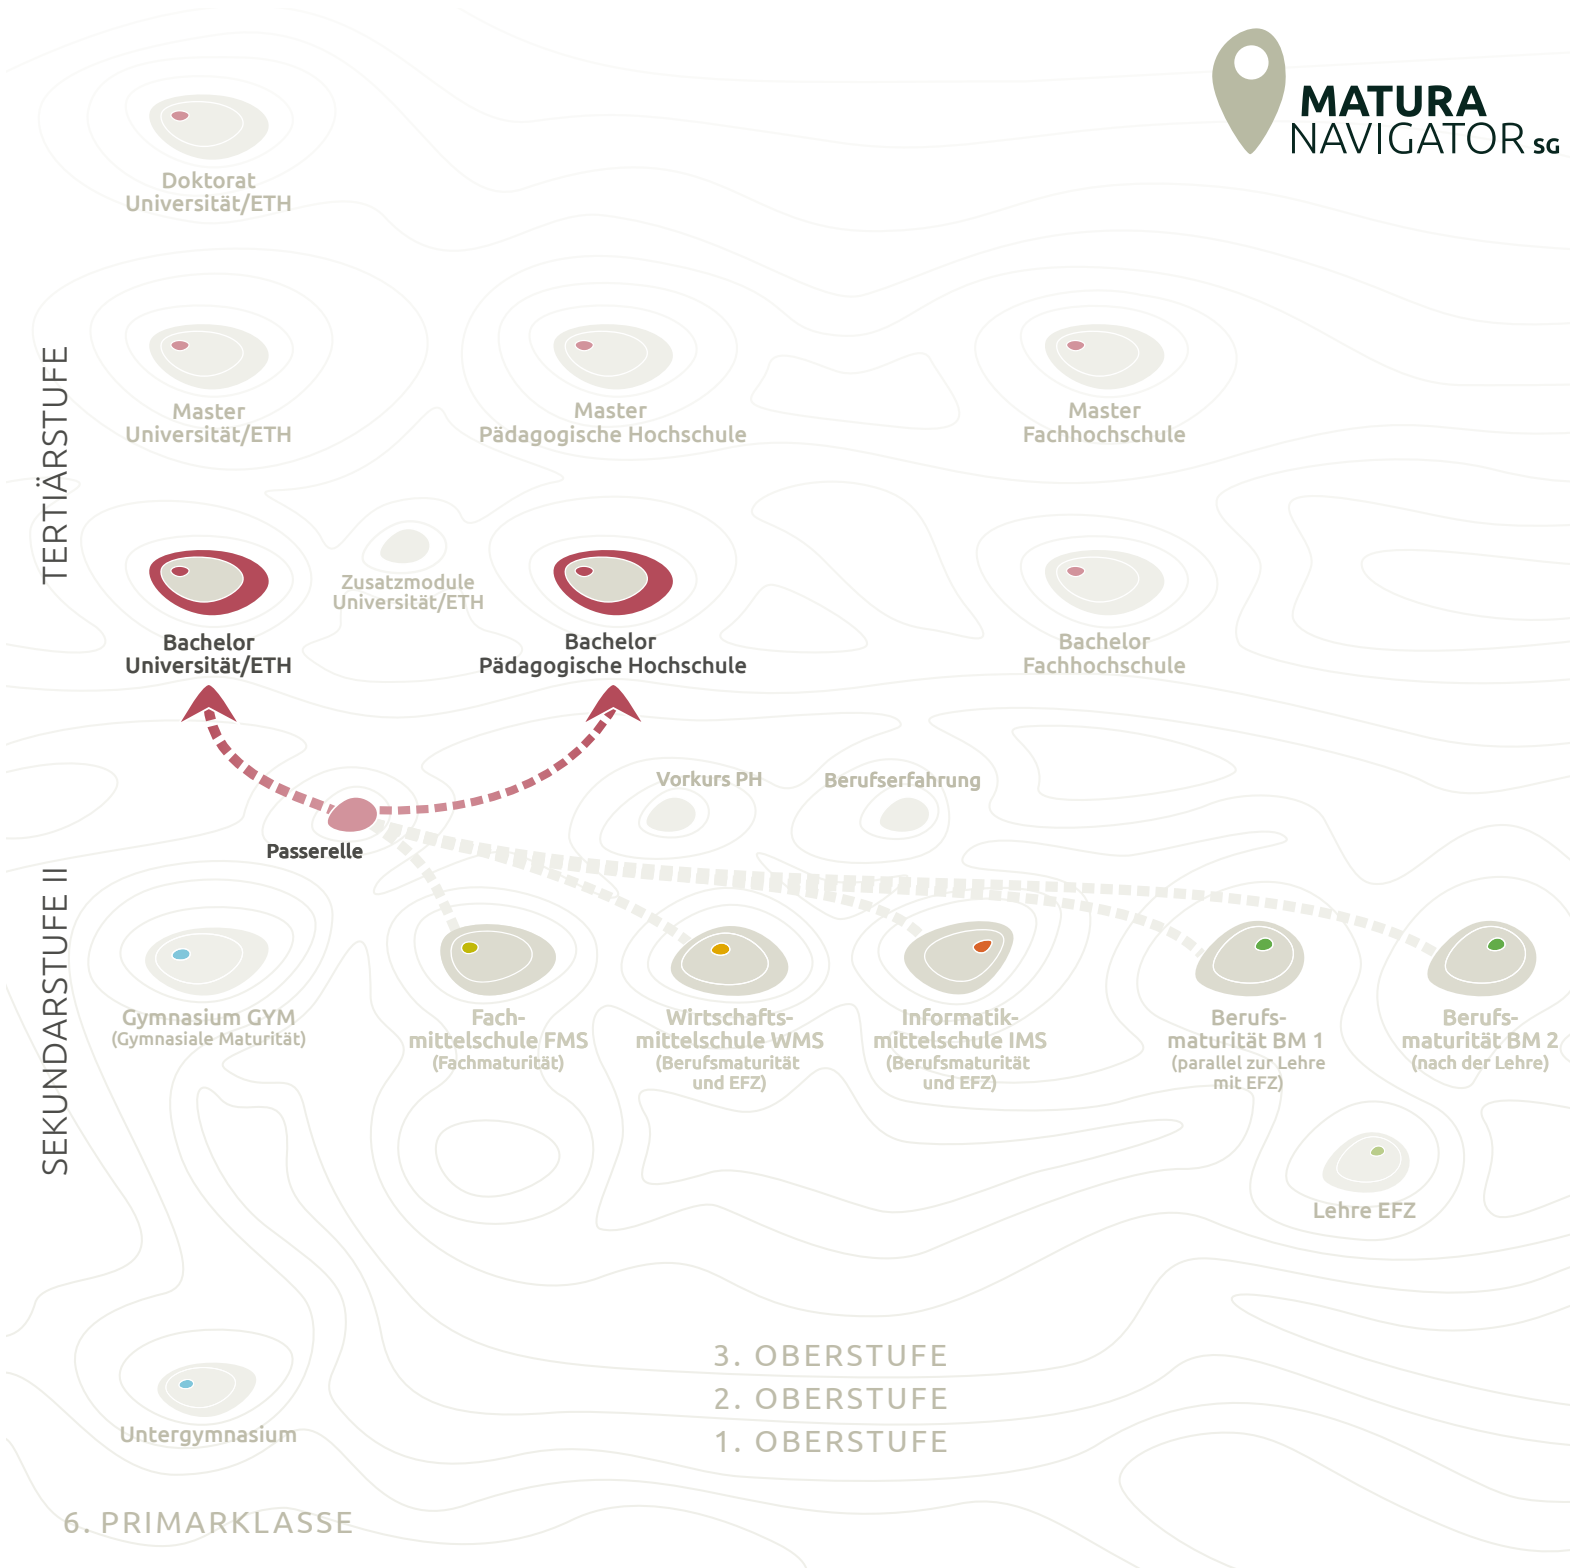 MATURA
NAVIGATOR SG
Doktorat
Universität/ETH
TERTIÄRSTUFE
Master
Universität/ETH
Master
Pädagogische Hochschule
Master
Fachhochschule
Zusatzmodule
Universität/ETH
Bachelor
Universität/ETH
Bachelor
Pädagogische Hochschule
Bachelor
Fachhochschule
Vorkurs PH
Berufserfahrung
Passerelle
SEKUNDARSTUFE II
Gymnasium GYM
(Gymnasiale Maturität)
Fach-
mittelschule FMS
(Fachmaturität)
Wirtschafts-
mittelschule WMS
(Berufsmaturität
und EFZ)
Informatik-
mittelschule IMS
(Berufsmaturität
und EFZ)
Berufs-
maturität BM 1
(parallel zur Lehre
mit EFZ)
Berufs-
maturität BM 2
(nach der Lehre)
Lehre EFZ
3. OBERSTUFE
2. OBERSTUFE
1. OBERSTUFE
Untergymnasium
6. PRIMARKLASSE